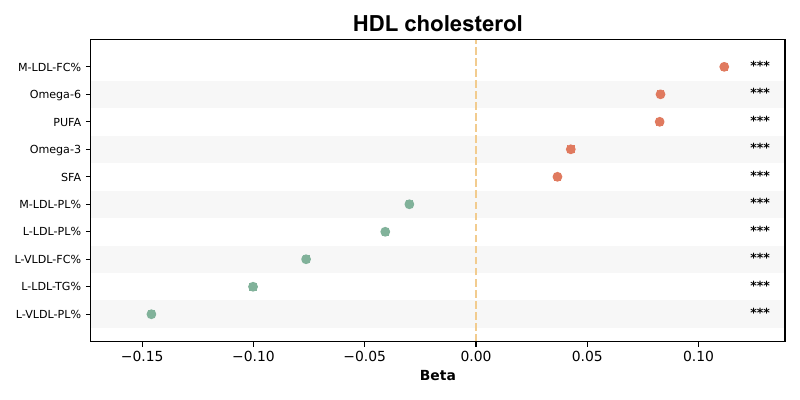 HDL cholesterol
M-LDL-FC% ***
Omega-6 ***
PUFA ***
Omega-3 ***
SFA ***
M-LDL-PL% ***
L-LDL-PL% ***
L-VLDL-FC% ***
L-LDL-TG% ***
L-VLDL-PL% ***
−0.15 −0.10 −0.05 0.00 0.05 0.10
Beta